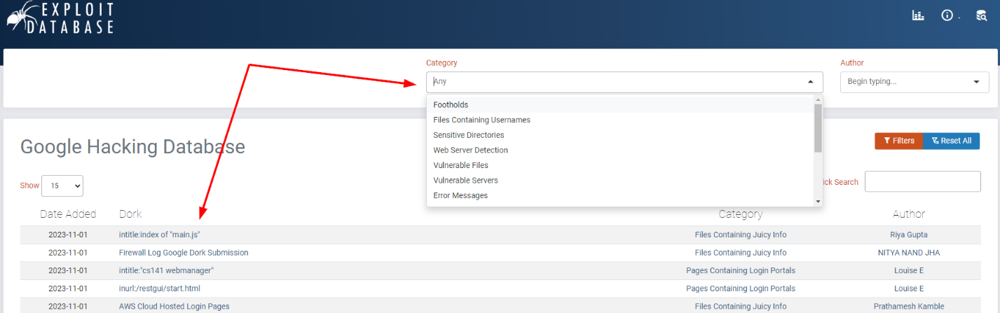 EXPLOIT
DATABASE
Category
Author
Any
Begin typing...
Footholds
Files Containing Usernames
Sensitive Directories
Web Server Detection
Vulnerable Files
Vulnerable Servers
Error Messages
Google Hacking Database
Filters
Reset All
Show
15
ick Search
Date Added Dork Category Author
2023-11-01 intitle:index of "main.js" Files Containing Juicy Info Riya Gupta
2023-11-01 Firewall Log Google Dork Submission Files Containing Juicy Info NITYA NAND JHA
2023-11-01 intitle:"cs141 webmanager" Pages Containing Login Portals Louise E
2023-11-01 inurl:/restgui/start.html Pages Containing Login Portals Louise E
2023-11-01 AWS Cloud Hosted Login Pages Files Containing Juicy Info Prathamesh Kamble